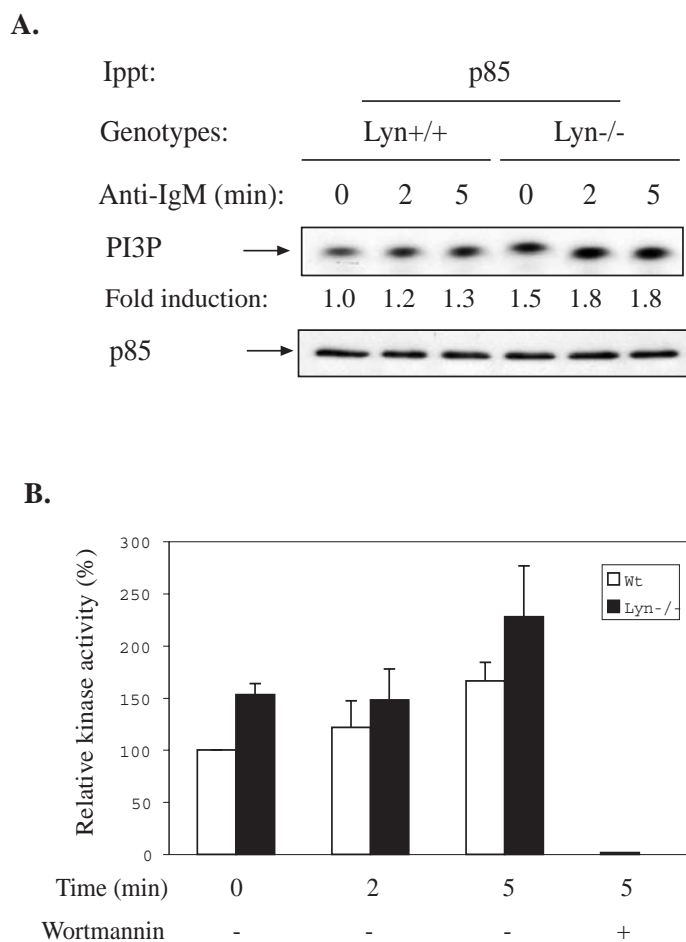 A.
Ippt: p85
Genotypes: Lyn+/+ Lyn-/-
Anti-IgM (min): 0 2 5 0 2 5
PI3P
Fold induction: 1.0 1.2 1.3 1.5 1.8 1.8
p85
B.
Relative kinase activity (%)
300
250
200
150
100
50
0
Wt
Lyn-/-
Time (min) 0 2 5 5
Wortmannin - - - +